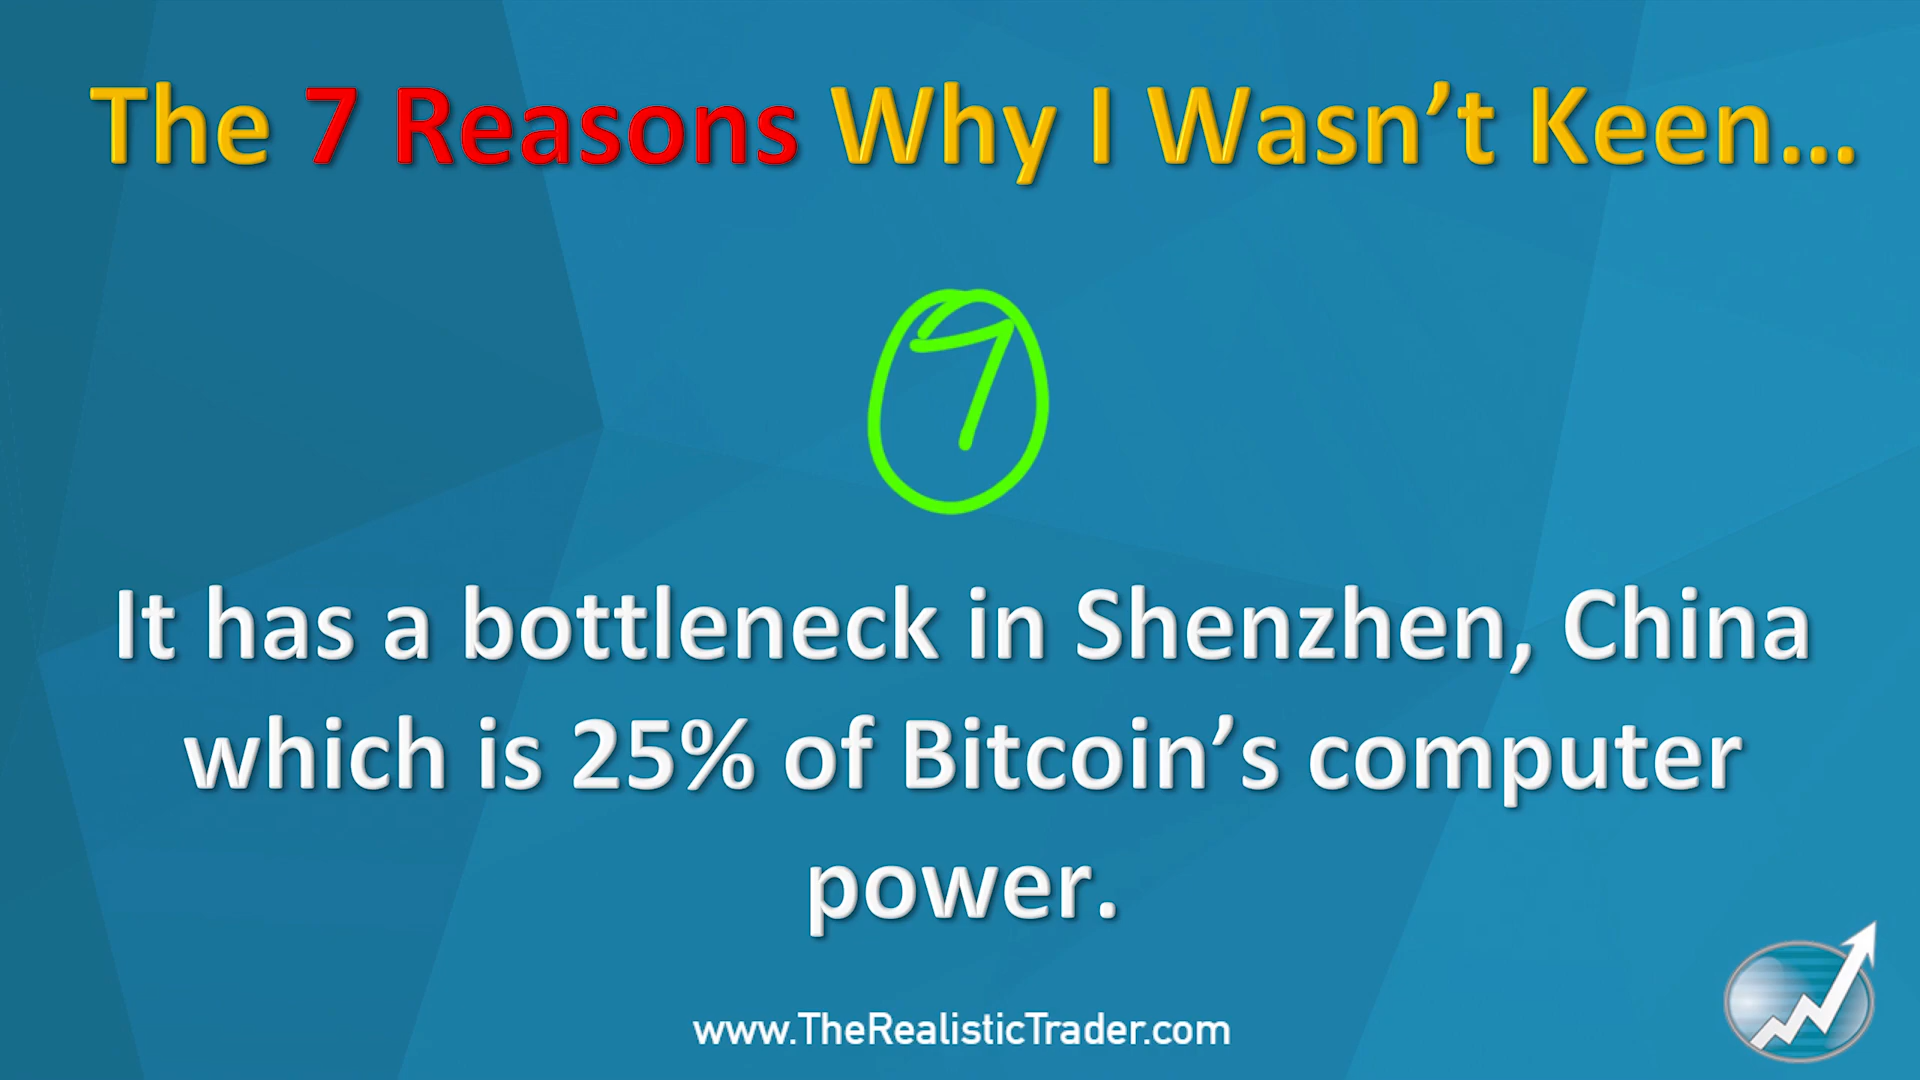 The 7 Reasons Why I Wasn’t Keen...
7
It has a bottleneck in Shenzhen, China
which is 25% of Bitcoin’s computer
power.
www.TheRealisticTrader.com